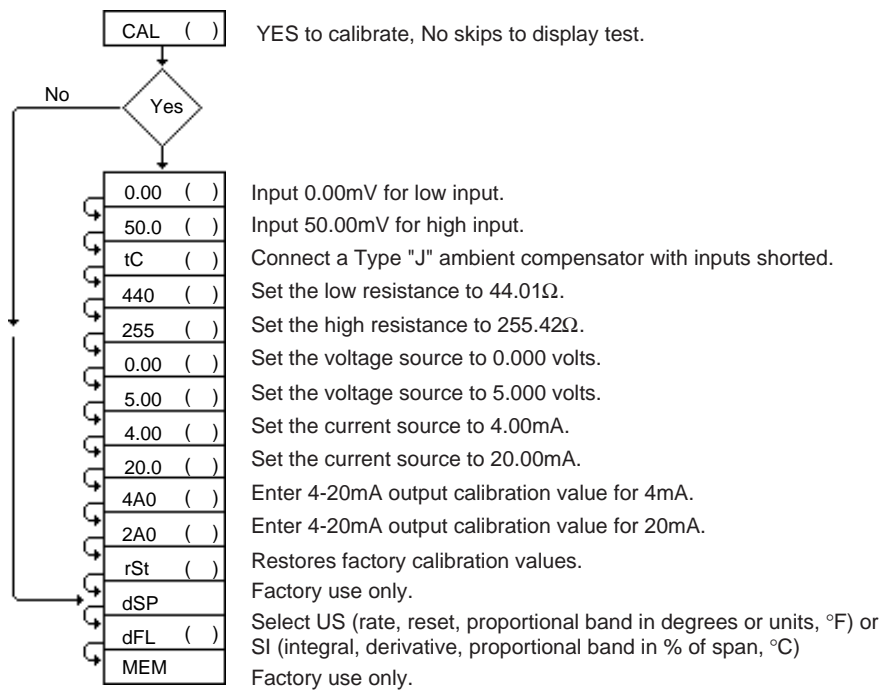 CAL ( ) YES to calibrate, No skips to display test.
No
Yes
0.00 ( ) Input 0.00mV for low input.
50.0 ( ) Input 50.00mV for high input.
tC ( ) Connect a Type "J" ambient compensator with inputs shorted.
440 ( ) Set the low resistance to 44.01Ω.
255 ( ) Set the high resistance to 255.42Ω.
0.00 ( ) Set the voltage source to 0.000 volts.
5.00 ( ) Set the voltage source to 5.000 volts.
4.00 ( ) Set the current source to 4.00mA.
20.0 ( ) Set the current source to 20.00mA.
4A0 ( ) Enter 4-20mA output calibration value for 4mA.
2A0 ( ) Enter 4-20mA output calibration value for 20mA.
rSt ( ) Restores factory calibration values.
dSP Factory use only.
dFL ( ) Select US (rate, reset, proportional band in degrees or units, °F) or
SI (integral, derivative, proportional band in % of span, °C)
MEM Factory use only.